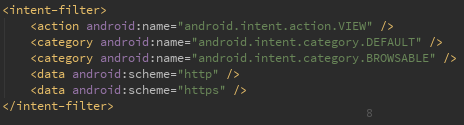 <intent-filter>
    <action android:name="android.intent.action.VIEW" />
    <category android:name="android.intent.category.DEFAULT" />
    <category android:name="android.intent.category.BROWSABLE" />
    <data android:scheme="http" />
    <data android:scheme="https" />
</intent-filter>
8